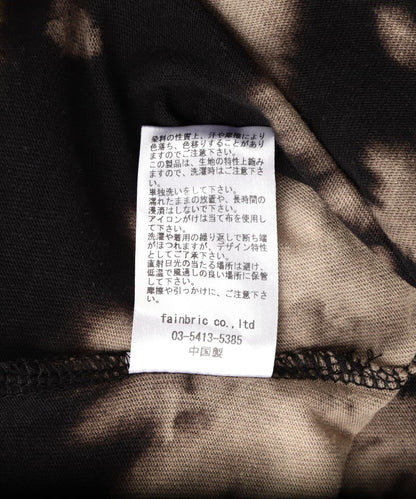 染料の性質上、汗や摩擦により
色落ち、色移りすることがあり
ますのでご注意下さい。
この製品は、生地の特性上縮み
ますので、洗濯時はご注意下さ
い。
単独洗いをして下さい。
濡れたままの放置や、長時間の
浸漬はしないで下さい。
アイロンがけは当て布を使用し
て下さい。
洗濯や着用の繰り返しで断ち端
がほつれますが、デザイン特性
としてご了承下さい。
直射日光の当たる場所は避け、
低温で風通しの良い場所に保管
して下さい。
摩擦や引っかけに、ご注意下さ
い。
fainbric co.,ltd
03-5413-5385
中国製